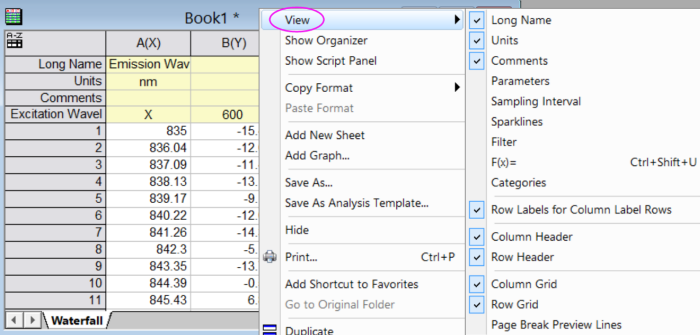 Book1 *
A-Z
A(X) B(Y)
Long Name Emission Wav
Units nm
Comments
Excitation Wavel X 600
1 835 -15.
2 836.04 -12.
3 837.09 -11.
4 838.13 -13.
5 839.17 -9.
6 840.22 -12.
7 841.26 -14.
8 842.3 -5.
9 843.35 -13.
10 844.39 -0.
11 845.43 6.
Waterfall
View
Show Organizer
Show Script Panel
Copy Format
Paste Format
Add New Sheet
Add Graph...
Save As...
Save As Analysis Template...
Hide
Print... Ctrl+P
Add Shortcut to Favorites
Go to Original Folder
Duplicate
Long Name
Units
Comments
Parameters
Sampling Interval
Sparklines
Filter
F(x)= Ctrl+Shift+U
Categories
Row Labels for Column Label Rows
Column Header
Row Header
Column Grid
Row Grid
Page Break Preview Lines